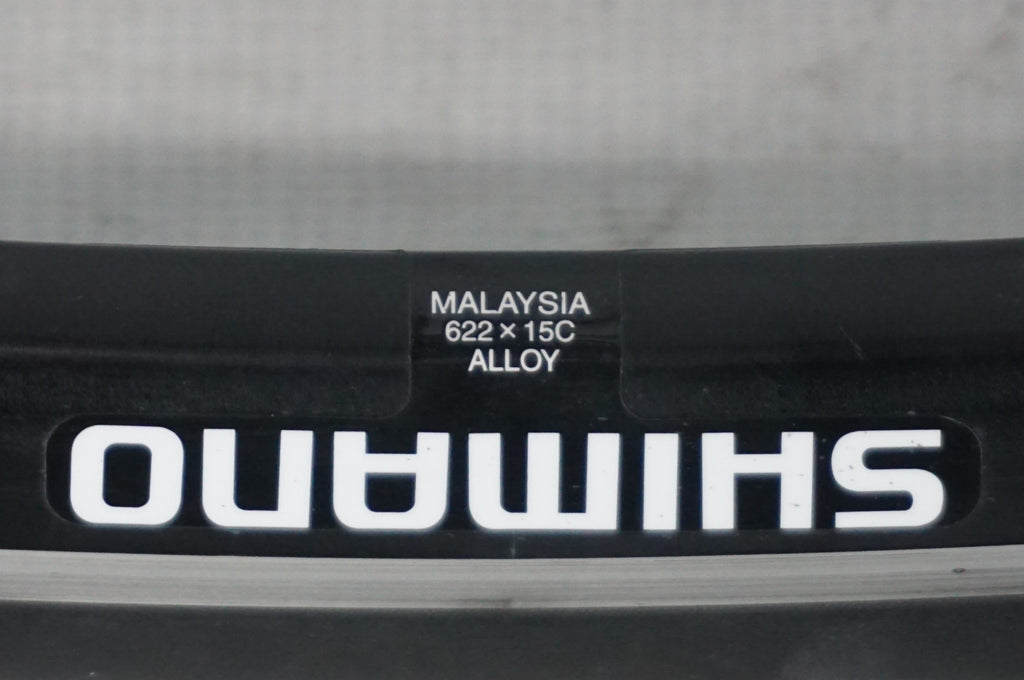 MALAYSIA
622 × 15C
ALLOY
SHIMANO